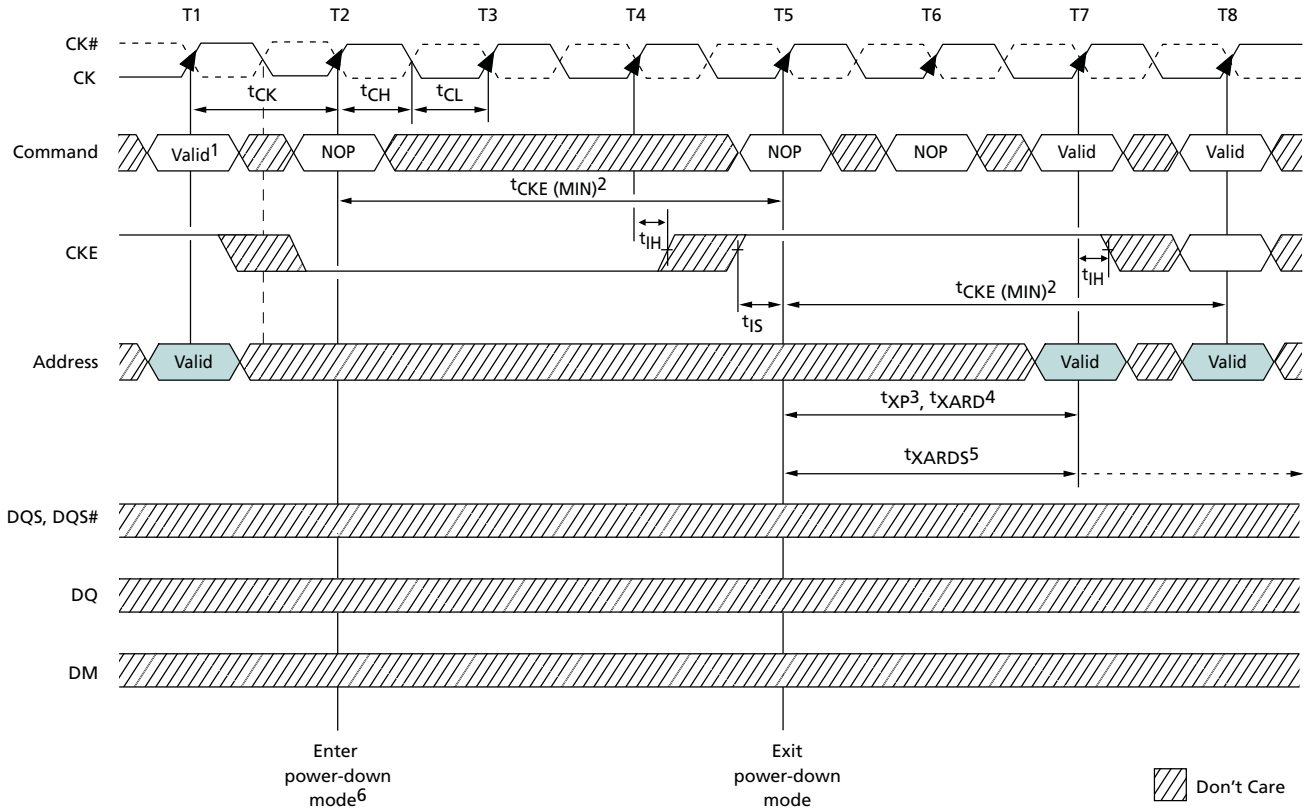 T1 T2 T3 T4 T5 T6 T7 T8
CK#
CK
tCK tCH tCL
Command Valid1 NOP NOP NOP Valid Valid
tCKE (MIN)2
CKE
tIH tIH
tCKE (MIN)2
tIS
Address Valid Valid Valid
tXP3, tXARD4
tXARDS5
DQS, DQS#
DQ
DM
Enter
power-down
mode6
Exit
power-down
mode
Don't Care